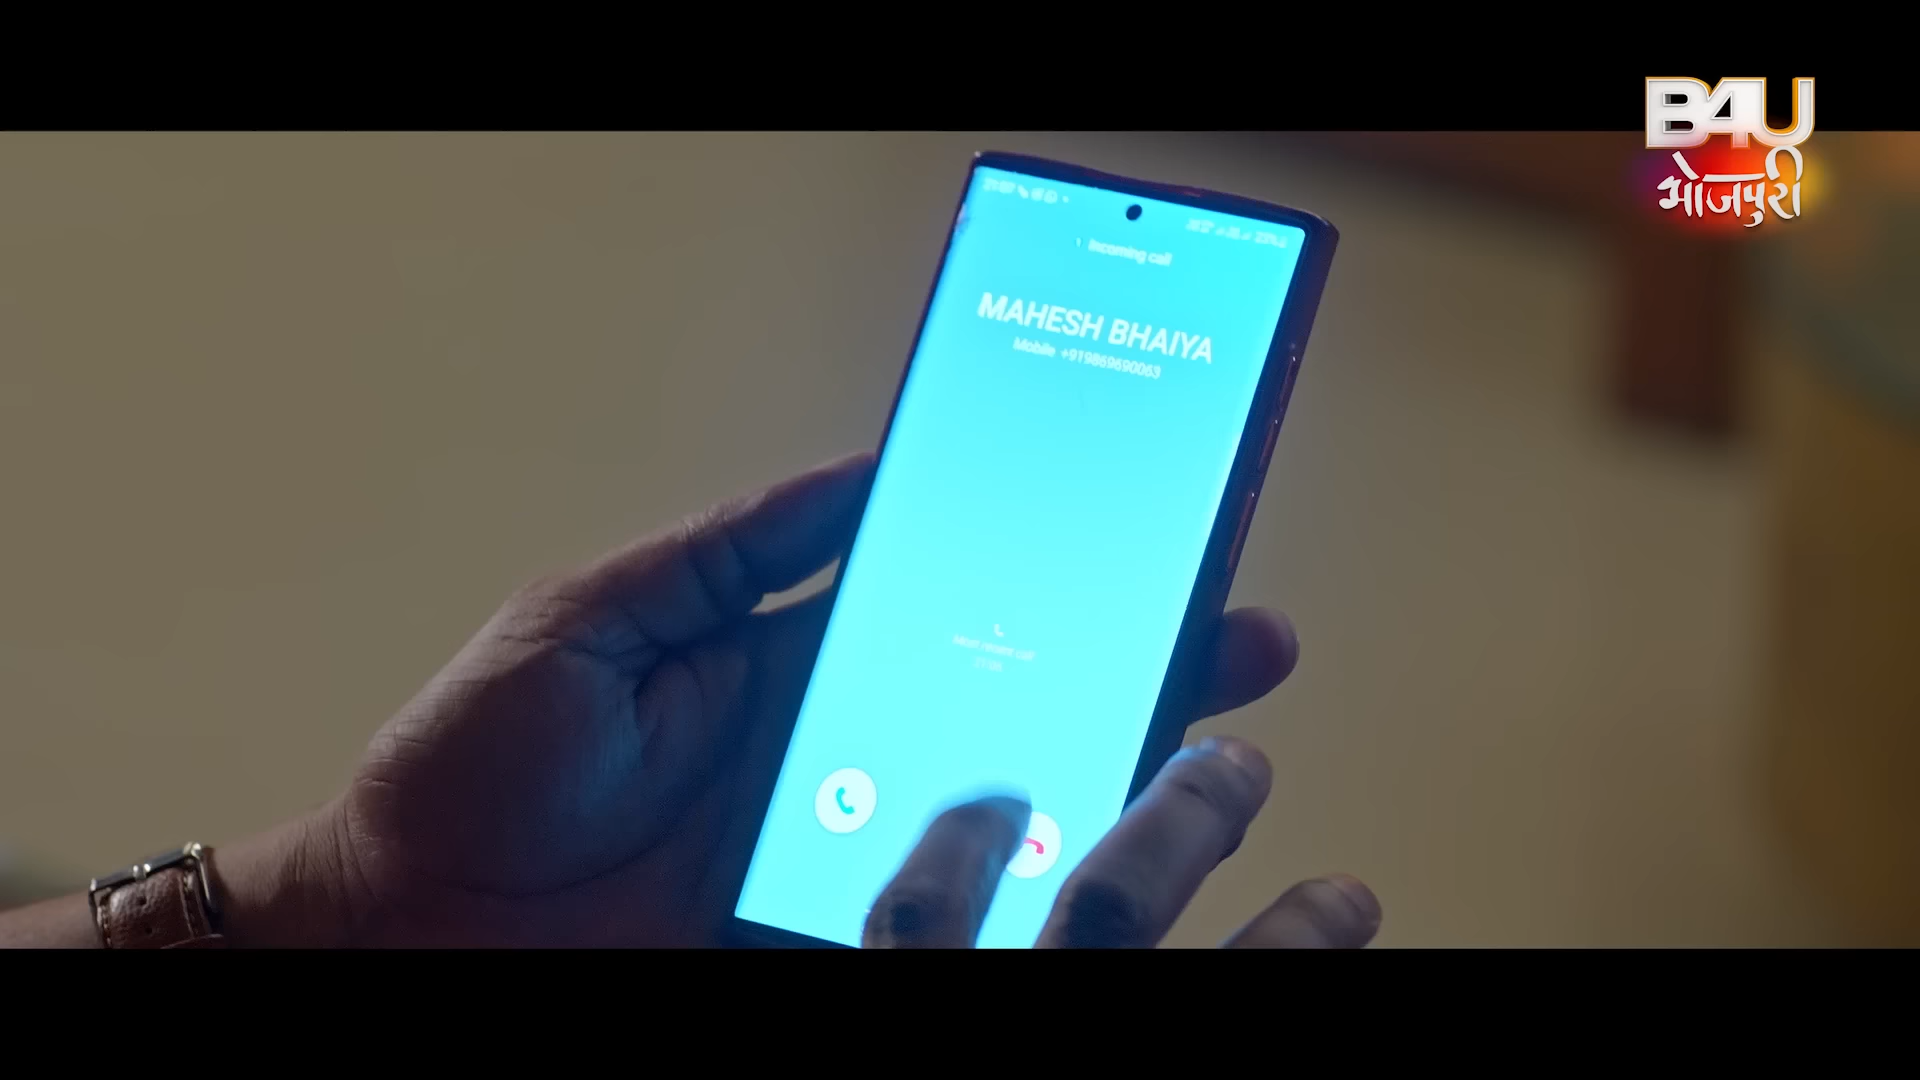 B4U
भोजपुरी
Incoming call
MAHESH BHAIYA
Mobile +919869690063